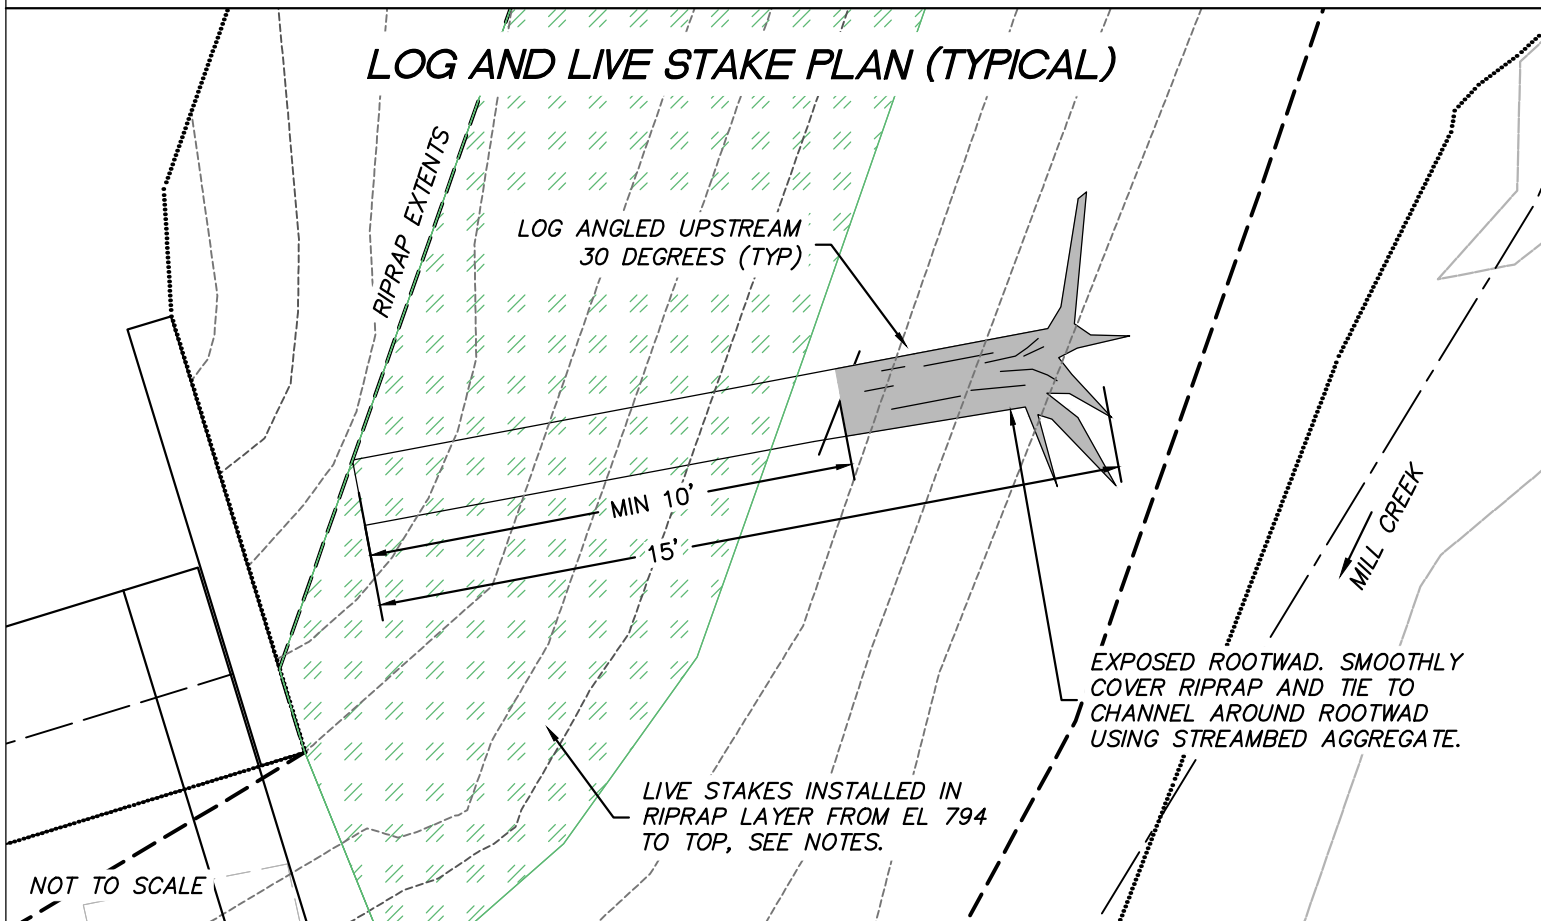 LOG AND LIVE STAKE PLAN (TYPICAL)
RIPRAP EXTENTS
LOG ANGLED UPSTREAM
30 DEGREES (TYP)
MIN 10'
15'
MILL CREEK
EXPOSED ROOTWAD. SMOOTHLY
COVER RIPRAP AND TIE TO
CHANNEL AROUND ROOTWAD
USING STREAMBED AGGREGATE.
LIVE STAKES INSTALLED IN
RIPRAP LAYER FROM EL 794
TO TOP, SEE NOTES.
NOT TO SCALE